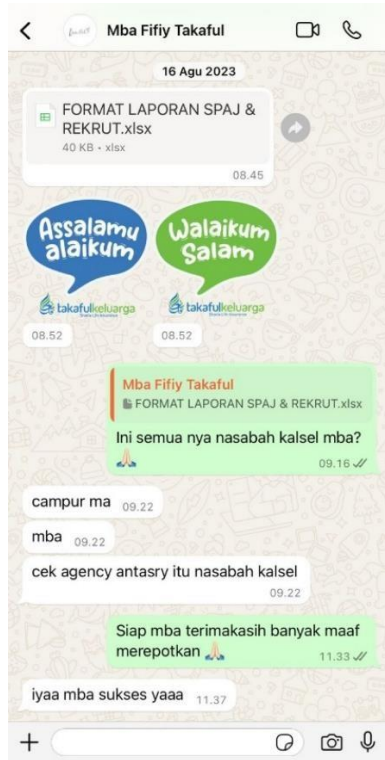 Mba Fifiy Takaful
16 Agu 2023
FORMAT LAPORAN SPAJ &
REKRUT.xlsx
40 KB • xlsx
08.45
Assalamu
alaikum
takafulkeluarga
08.52
Walaikum
Salam
takafulkeluarga
08.52
Mba Fifiy Takaful
FORMAT LAPORAN SPAJ & REKRUT.xlsx
Ini semua nya nasabah kalsel mba?
09.16
campur ma
09.22
mba
09.22
cek agency antasry itu nasabah kalsel
09.22
Siap mba terimakasih banyak maaf
merepotkan
11.33
iyaa mba sukses yaaa
11.37